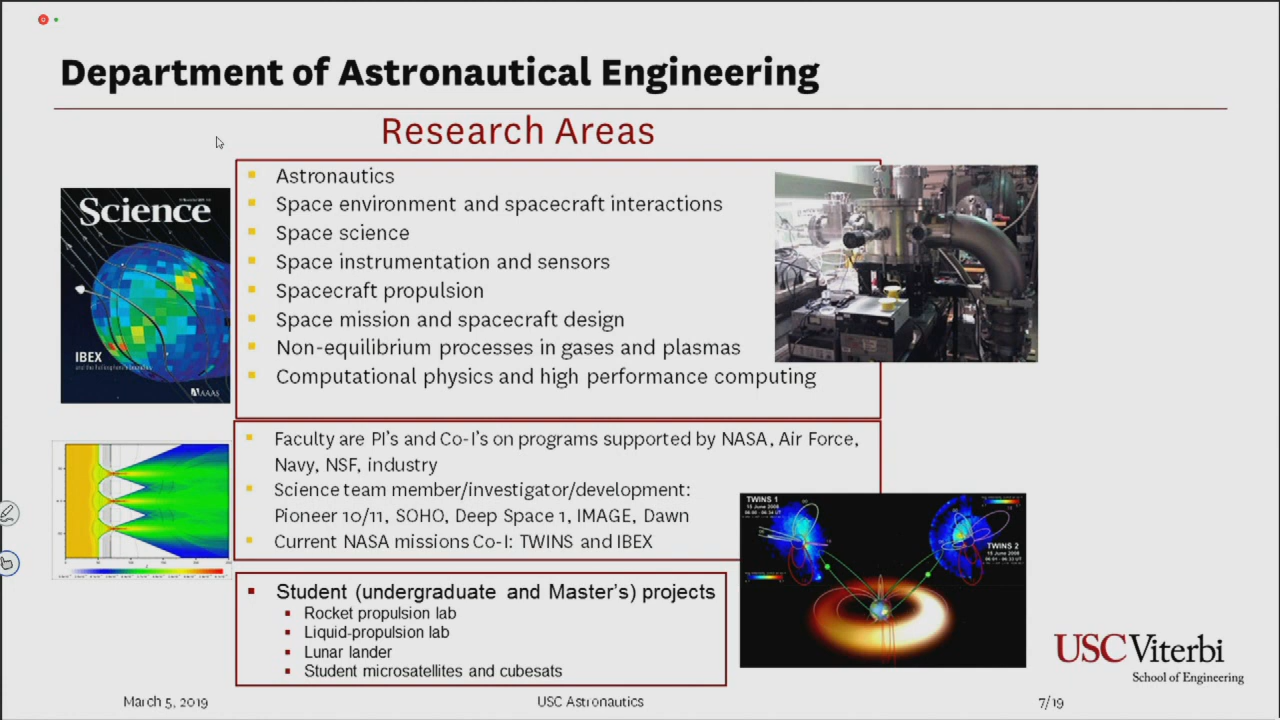 Department of Astronautical Engineering
Research Areas
Astronautics
Space environment and spacecraft interactions
Space science
Space instrumentation and sensors
Spacecraft propulsion
Space mission and spacecraft design
Non-equilibrium processes in gases and plasmas
Computational physics and high performance computing
Science
IBEX
AAAS
Faculty are PI's and Co-I's on programs supported by NASA, Air Force,
Navy, NSF, industry
Science team member/investigator/development:
Pioneer 10/11, SOHO, Deep Space 1, IMAGE, Dawn
Current NASA missions Co-I: TWINS and IBEX
Student (undergraduate and Master's) projects
Rocket propulsion lab
Liquid-propulsion lab
Lunar lander
Student microsatellites and cubesats
TWINS 1
TWINS 2
USC Viterbi
School of Engineering
March 5, 2019
USC Astronautics
7/19